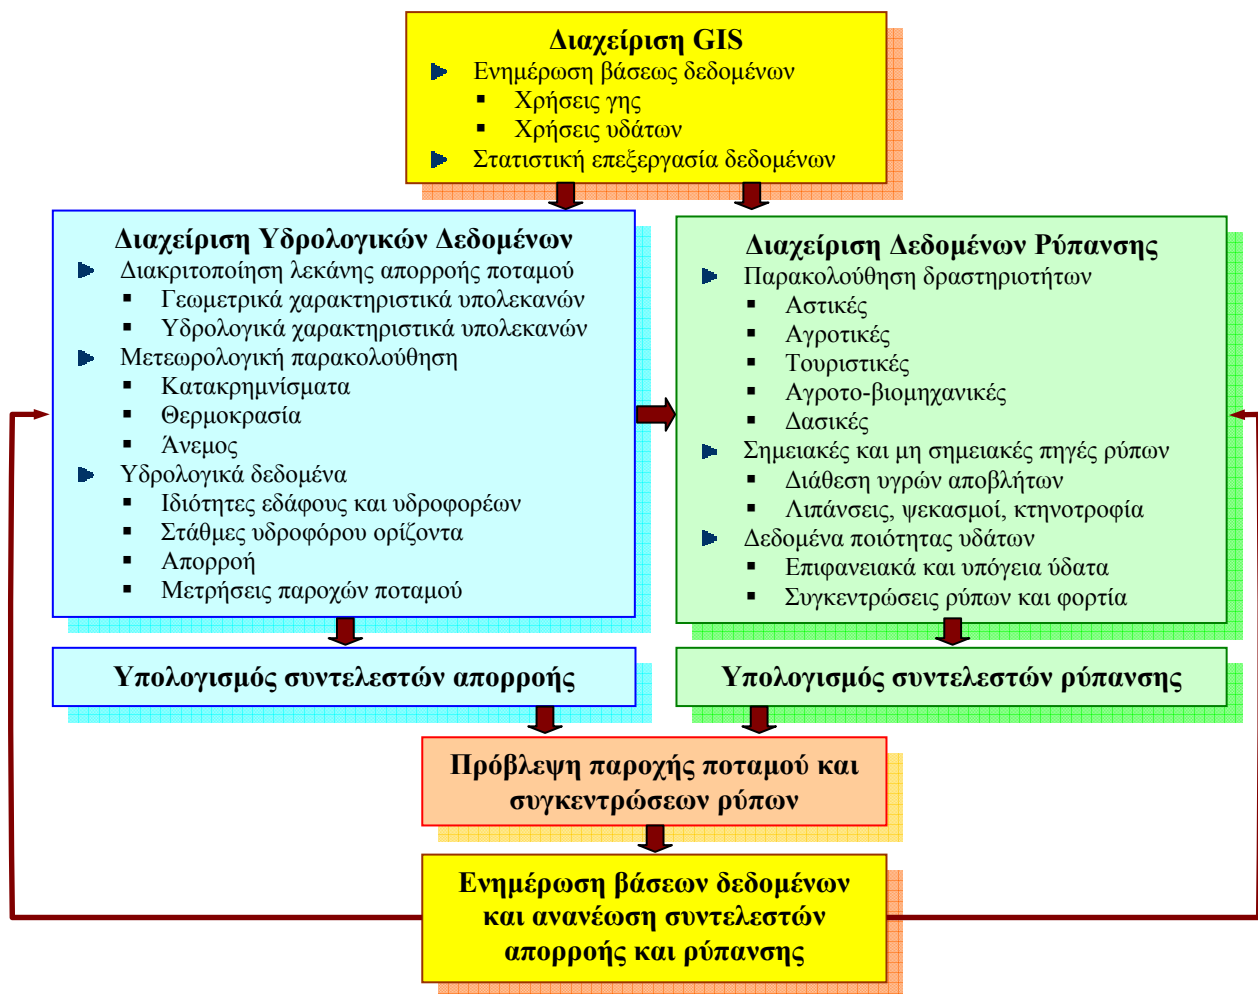 Διαχείριση GIS
Ενημέρωση βάσεως δεδομένων
Χρήσεις γης
Χρήσεις υδάτων
Στατιστική επεξεργασία δεδομένων
Διαχείριση Υδρολογικών Δεδομένων
Διακριτοποίηση λεκάνης απορροής ποταμού
Γεωμετρικά χαρακτηριστικά υπολεκανών
Υδρολογικά χαρακτηριστικά υπολεκανών
Μετεωρολογική παρακολούθηση
Κατακρημνίσματα
Θερμοκρασία
Άνεμος
Υδρολογικά δεδομένα
Ιδιότητες εδάφους και υδροφορέων
Στάθμες υδροφόρου ορίζοντα
Απορροή
Μετρήσεις παροχών ποταμού
Διαχείριση Δεδομένων Ρύπανσης
Παρακολούθηση δραστηριοτήτων
Αστικές
Αγροτικές
Τουριστικές
Αγροτο-βιομηχανικές
Δασικές
Σημειακές και μη σημειακές πηγές ρύπων
Διάθεση υγρών αποβλήτων
Λιπάνσεις, ψεκασμοί, κτηνοτροφία
Δεδομένα ποιότητας υδάτων
Επιφανειακά και υπόγεια ύδατα
Συγκεντρώσεις ρύπων και φορτία
Υπολογισμός συντελεστών απορροής
Υπολογισμός συντελεστών ρύπανσης
Πρόβλεψη παροχής ποταμού και
συγκεντρώσεων ρύπων
Ενημέρωση βάσεων δεδομένων
και ανανέωση συντελεστών
απορροής και ρύπανσης